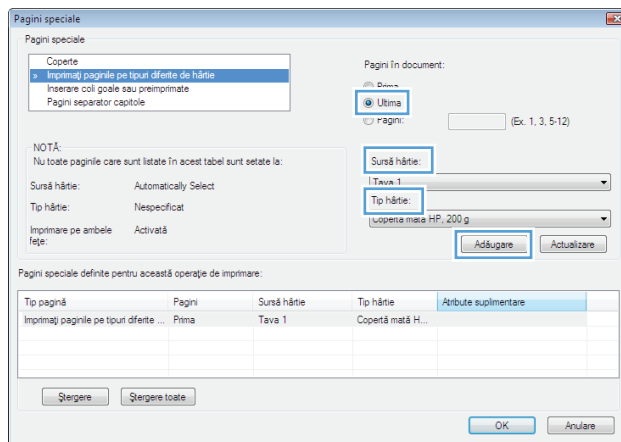 Pagini speciale
Pagini speciale
Coperte
» Imprimaţi paginile pe tipuri diferite de hârtie
Inserare coli goale sau preimprimate
Pagini separator capitole
Pagini în document:
Prima
Ultima
Pagini: (Ex. 1, 3, 5-12)
NOTĂ:
Nu toate paginile care sunt listate în acest tabel sunt setate la:
Sursă hârtie: Automatically Select
Tip hârtie: Nespecificat
Imprimare pe ambele feţe: Activată
Sursă hârtie:
Tava 1
Tip hârtie:
Copertă mată HP, 200 g
Adăugare Actualizare
Pagini speciale definite pentru această operaţie de imprimare:
Tip pagină Pagini Sursă hârtie Tip hârtie Atribute suplimentare
Imprimaţi paginile pe tipuri diferite ... Prima Tava 1 Copertă mată H...
Ştergere Ştergere toate
OK Anulare